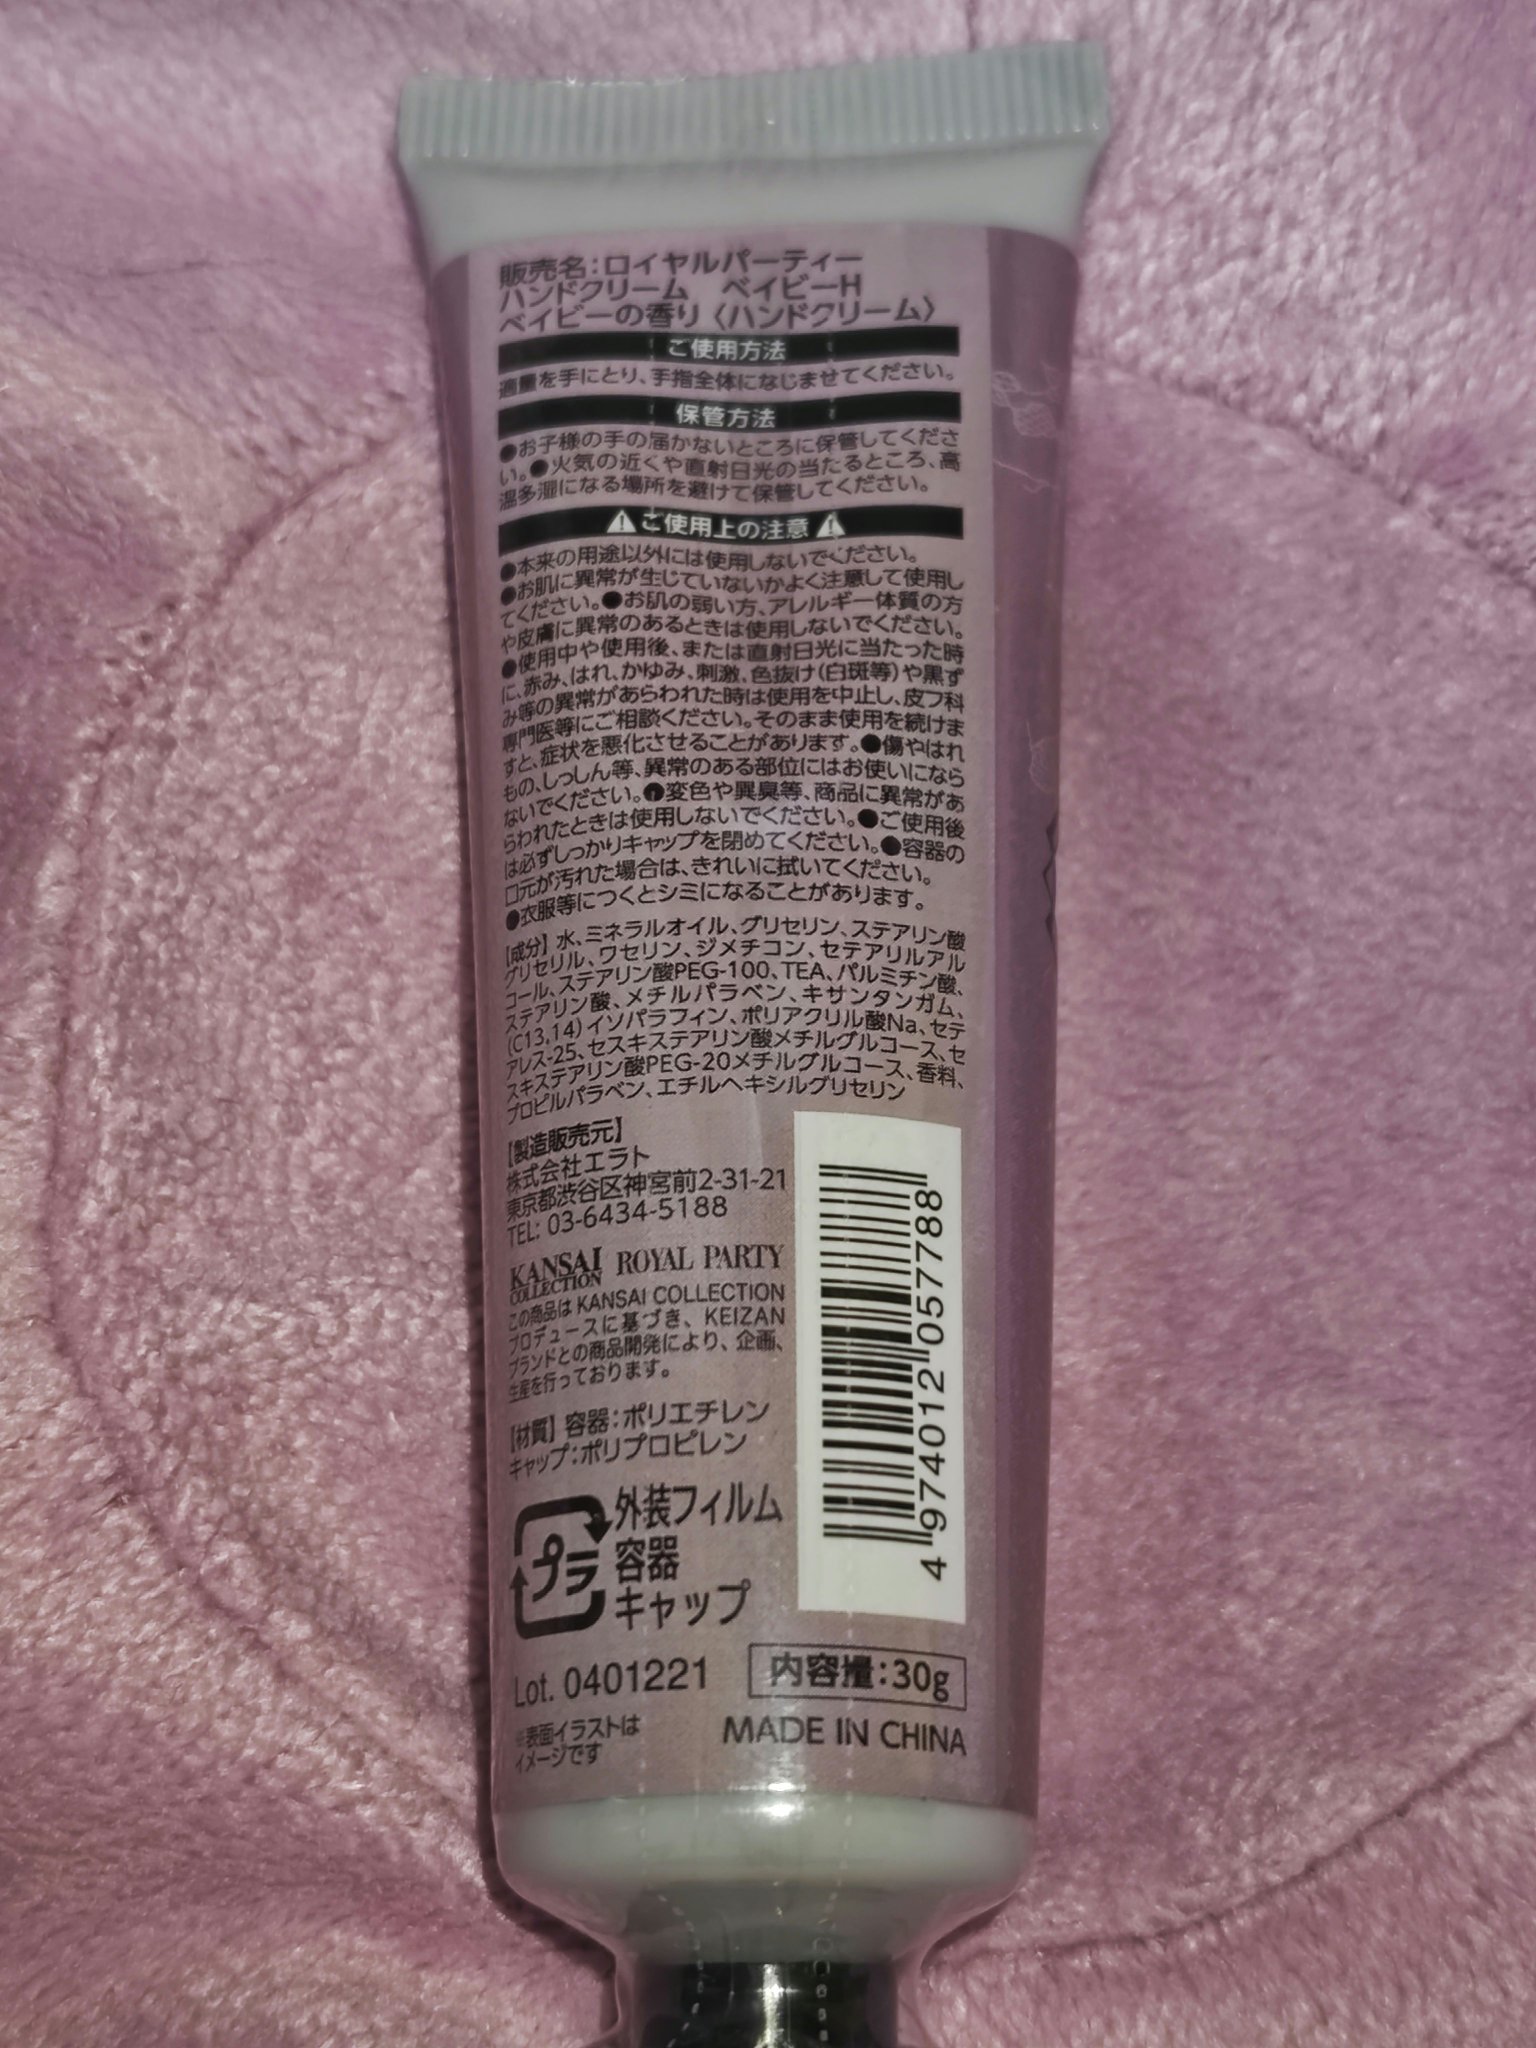 販売名:ロイヤルパーティー
ハンドクリーム ベイビーH
ベイビーの香り〈ハンドクリーム〉
ご使用方法
適量を手にとり、手指全体になじませてください。
保管方法
●お子様の手の届かないところに保管してくださ
い。●火気の近くや直射日光の当たるところ、高
温多湿になる場所を避けて保管してください。
⚠ご使用上の注意⚠
●本来の用途以外には使用しないでください。
●お肌に異常が生じていないかよく注意して使用し
てください。●お肌の弱い方、アレルギー体質の方
や皮膚に異常のあるときは使用しないでください。
●使用中や使用後、または直射日光に当たった時
に、赤み、はれ、かゆみ、刺激、色抜け(白斑等)や黒ず
み等の異常があらわれた時は使用を中止し、皮フ科
専門医等にご相談ください。そのまま使用を続けま
すと、症状を悪化させることがあります。●傷やはれ
もの、しっしん等、異常のある部位にはお使いになら
ないでください。●変色や異臭等、商品に異常があ
らわれたときは使用しないでください。●ご使用後
は必ずしっかりキャップを閉めてください。●容器の
口元が汚れた場合は、きれいに拭いてください。
●衣服等につくとシミになることがあります。
【成分】水、ミネラルオイル、グリセリン、ステアリン酸
グリセリル、ワセリン、ジメチコン、セテアリルアル
コール、ステアリン酸PEG-100、TEA、パルミチン酸、
ステアリン酸、メチルパラベン、キサンタンガム、
(C13,14)イソパラフィン、ポリアクリル酸Na、セテ
アレス-25、セスキステアリン酸メチルグルコース、セ
スキステアリン酸PEG-20メチルグルコース、香料、
プロピルパラベン、エチルヘキシルグリセリン
【製造販売元】
株式会社エラト
東京都渋谷区神宮前2-31-21
TEL: 03-6434-5188
KANSAI COLLECTION ROYAL PARTY
この商品は KANSAI COLLECTION
プロデュースに基づき、KEIZAN
ブランドとの商品開発により、企画、
生産を行っております。
【材質】容器:ポリエチレン
キャップ:ポリプロピレン
プラ
外装フィルム
容器
キャップ
4 974012 057788
Lot. 0401221
内容量:30g
※表面イラストは
イメージです
MADE IN CHINA